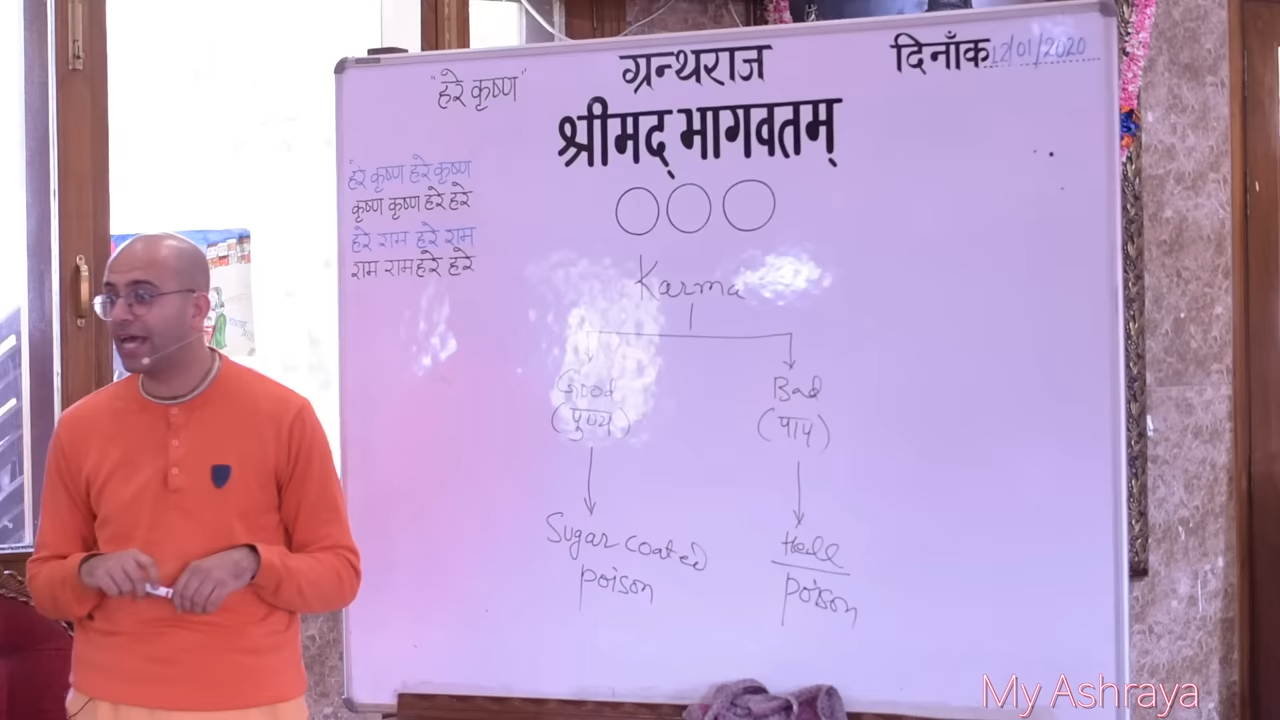 "हरे कृष्ण"
ग्रन्थराज
दिनाँक 12/01/2020
श्रीमद् भागवतम्
हरे कृष्ण हरे कृष्ण
कृष्ण कृष्ण हरे हरे
हरे राम हरे राम
राम राम हरे हरे
Karma
Good
Bad
(पुण्य)
(पाप)
Sugar coated
poison
Hell
poison
My Ashraya